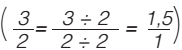 ( 3/2 = 3 ÷ 2 / 2 ÷ 2 = 1,5/1 )